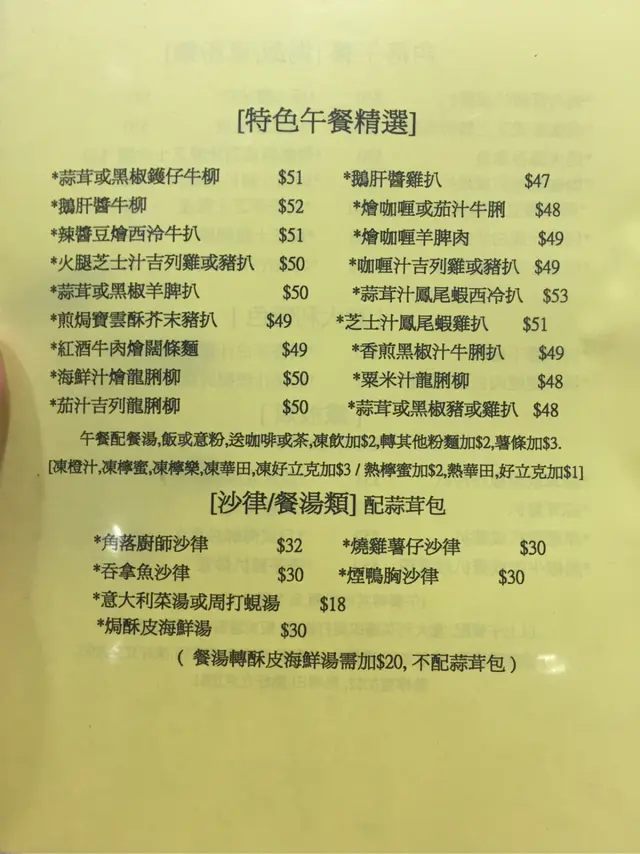 [特色午餐精選]
*蒜茸或黑椒鑊仔牛柳 $51 *鵝肝醬雞扒 $47
*鵝肝醬牛柳 $52 *燴咖喱或茄汁牛脷 $48
*辣醬豆燴西泠牛扒 $51 *燴咖喱羊脾肉 $49
*火腿芝士汁吉列雞或豬扒 $50 *咖喱汁吉列雞或豬扒 $49
*蒜茸或黑椒羊脾扒 $50 *蒜茸汁鳳尾蝦西冷扒 $53
*煎焗寶雲酥芥末豬扒 $49 *芝士汁鳳尾蝦雞扒 $51
*紅酒牛肉燴闊條麵 $49 *香煎黑椒汁牛脷扒 $49
*海鮮汁燴龍脷柳 $50 *粟米汁龍脷柳 $48
*茄汁吉列龍脷柳 $50 *蒜茸或黑椒豬或雞扒 $48
午餐配餐湯,飯或意粉,送咖啡或茶,凍飲加$2,轉其他粉麵加$2,薯條加$3.
[凍橙汁,凍檸蜜,凍檸樂,凍華田,凍好立克加$3 / 熱檸蜜加$2,熱華田,好立克加$1]
[沙律/餐湯類] 配蒜茸包
*角落廚師沙律 $32 *燒雞薯仔沙律 $30
*吞拿魚沙律 $30 *煙鴨胸沙律 $30
*意大利菜湯或周打蜆湯 $18
*焗酥皮海鮮湯 $30
( 餐湯轉酥皮海鮮湯需加$20, 不配蒜茸包 )